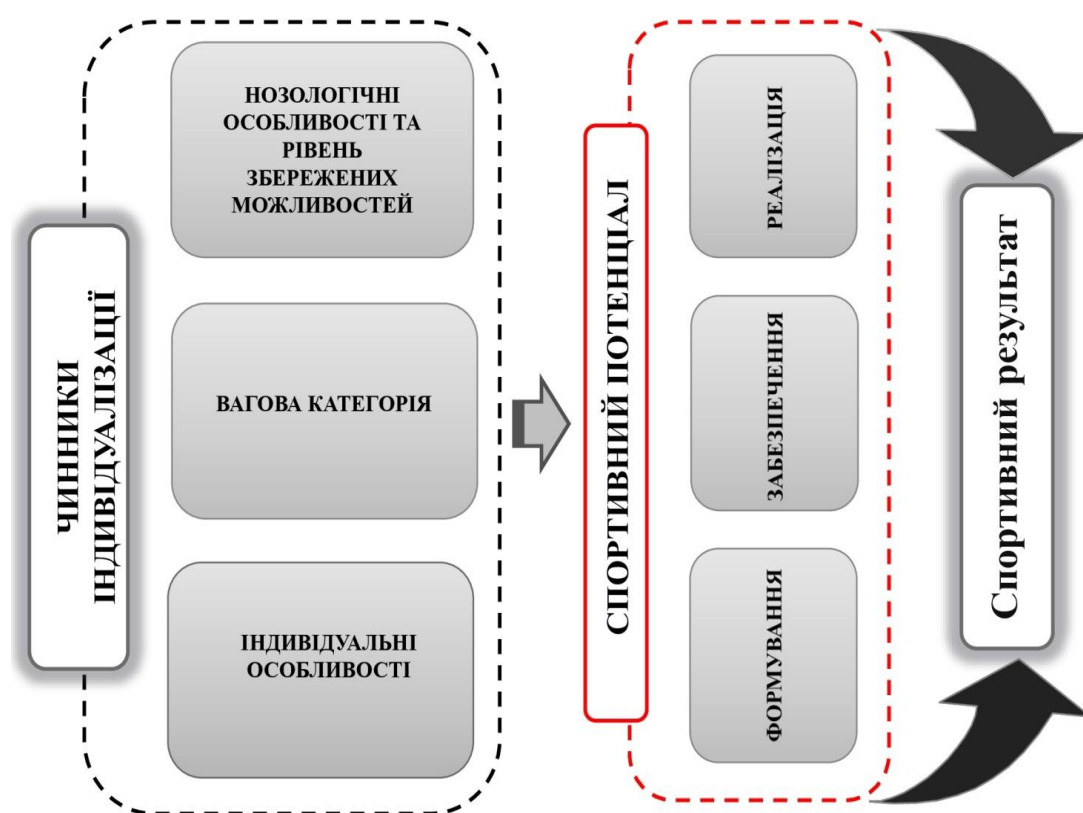 ЧИННИКИ
ІНДИВІДУАЛІЗАЦІЇ
НОЗОЛОГІЧНІ
ОСОБЛИВОСТІ ТА
РІВЕНЬ
ЗБЕРЕЖЕНИХ
МОЖЛИВОСТЕЙ
ВАГОВА КАТЕГОРІЯ
ІНДИВІДУАЛЬНІ
ОСОБЛИВОСТІ
СПОРТИВНИЙ ПОТЕНЦІАЛ
РЕАЛІЗАЦІЯ
ЗАБЕЗПЕЧЕННЯ
ФОРМУВАННЯ
Спортивний результат